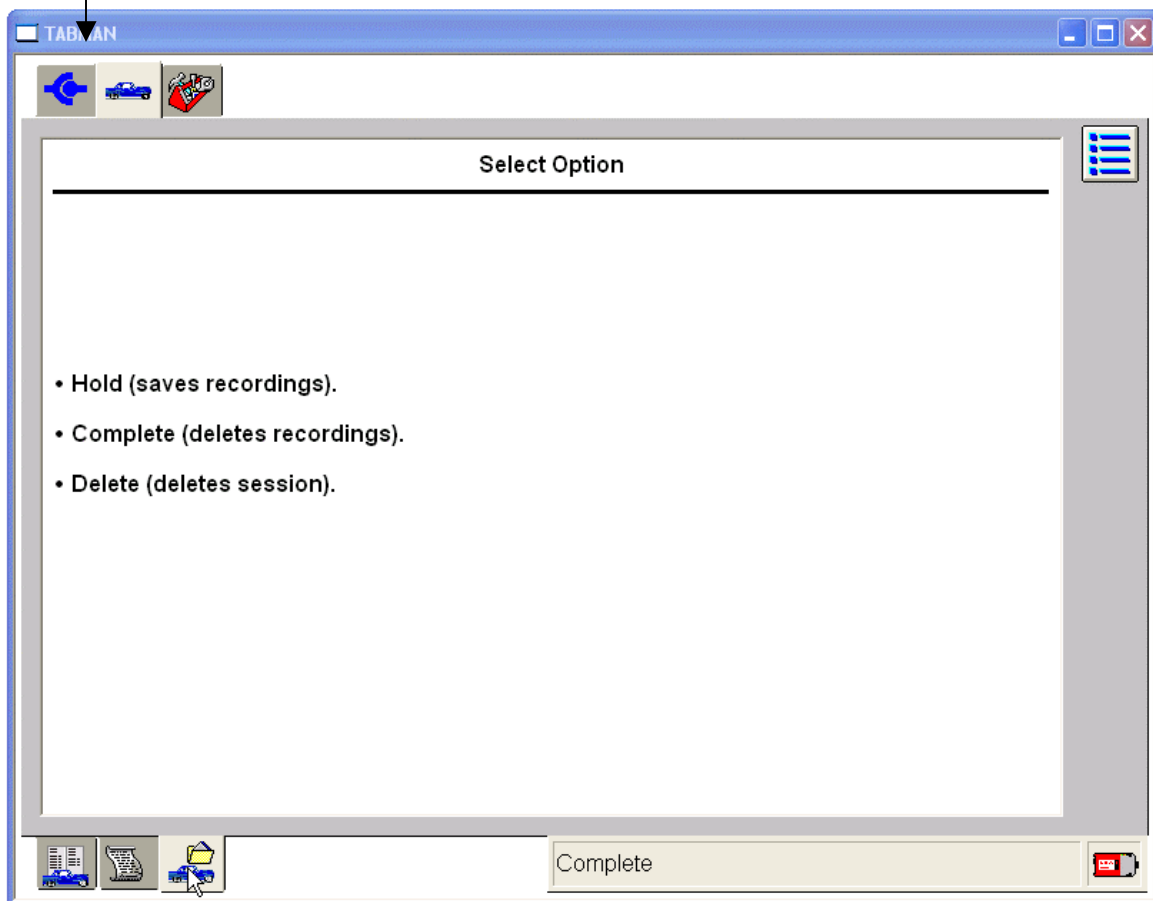 TABMAN
Select Option
• Hold (saves recordings).
• Complete (deletes recordings).
• Delete (deletes session).
Complete